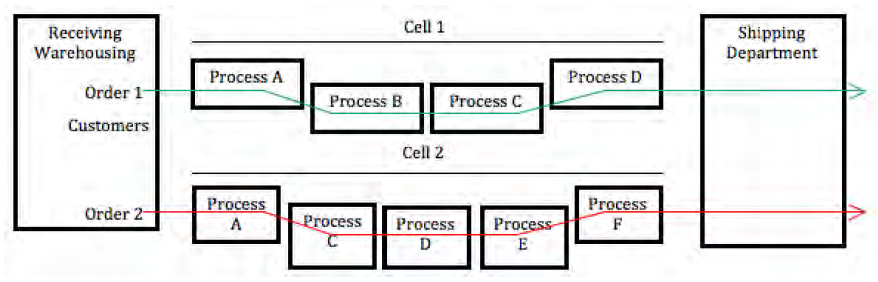 Receiving
Warehousing
Order 1
Customers
Order 2
Cell 1
Process A
Process B
Process C
Process D
Cell 2
Process
A
Process
C
Process
D
Process
E
Process
F
Shipping
Department